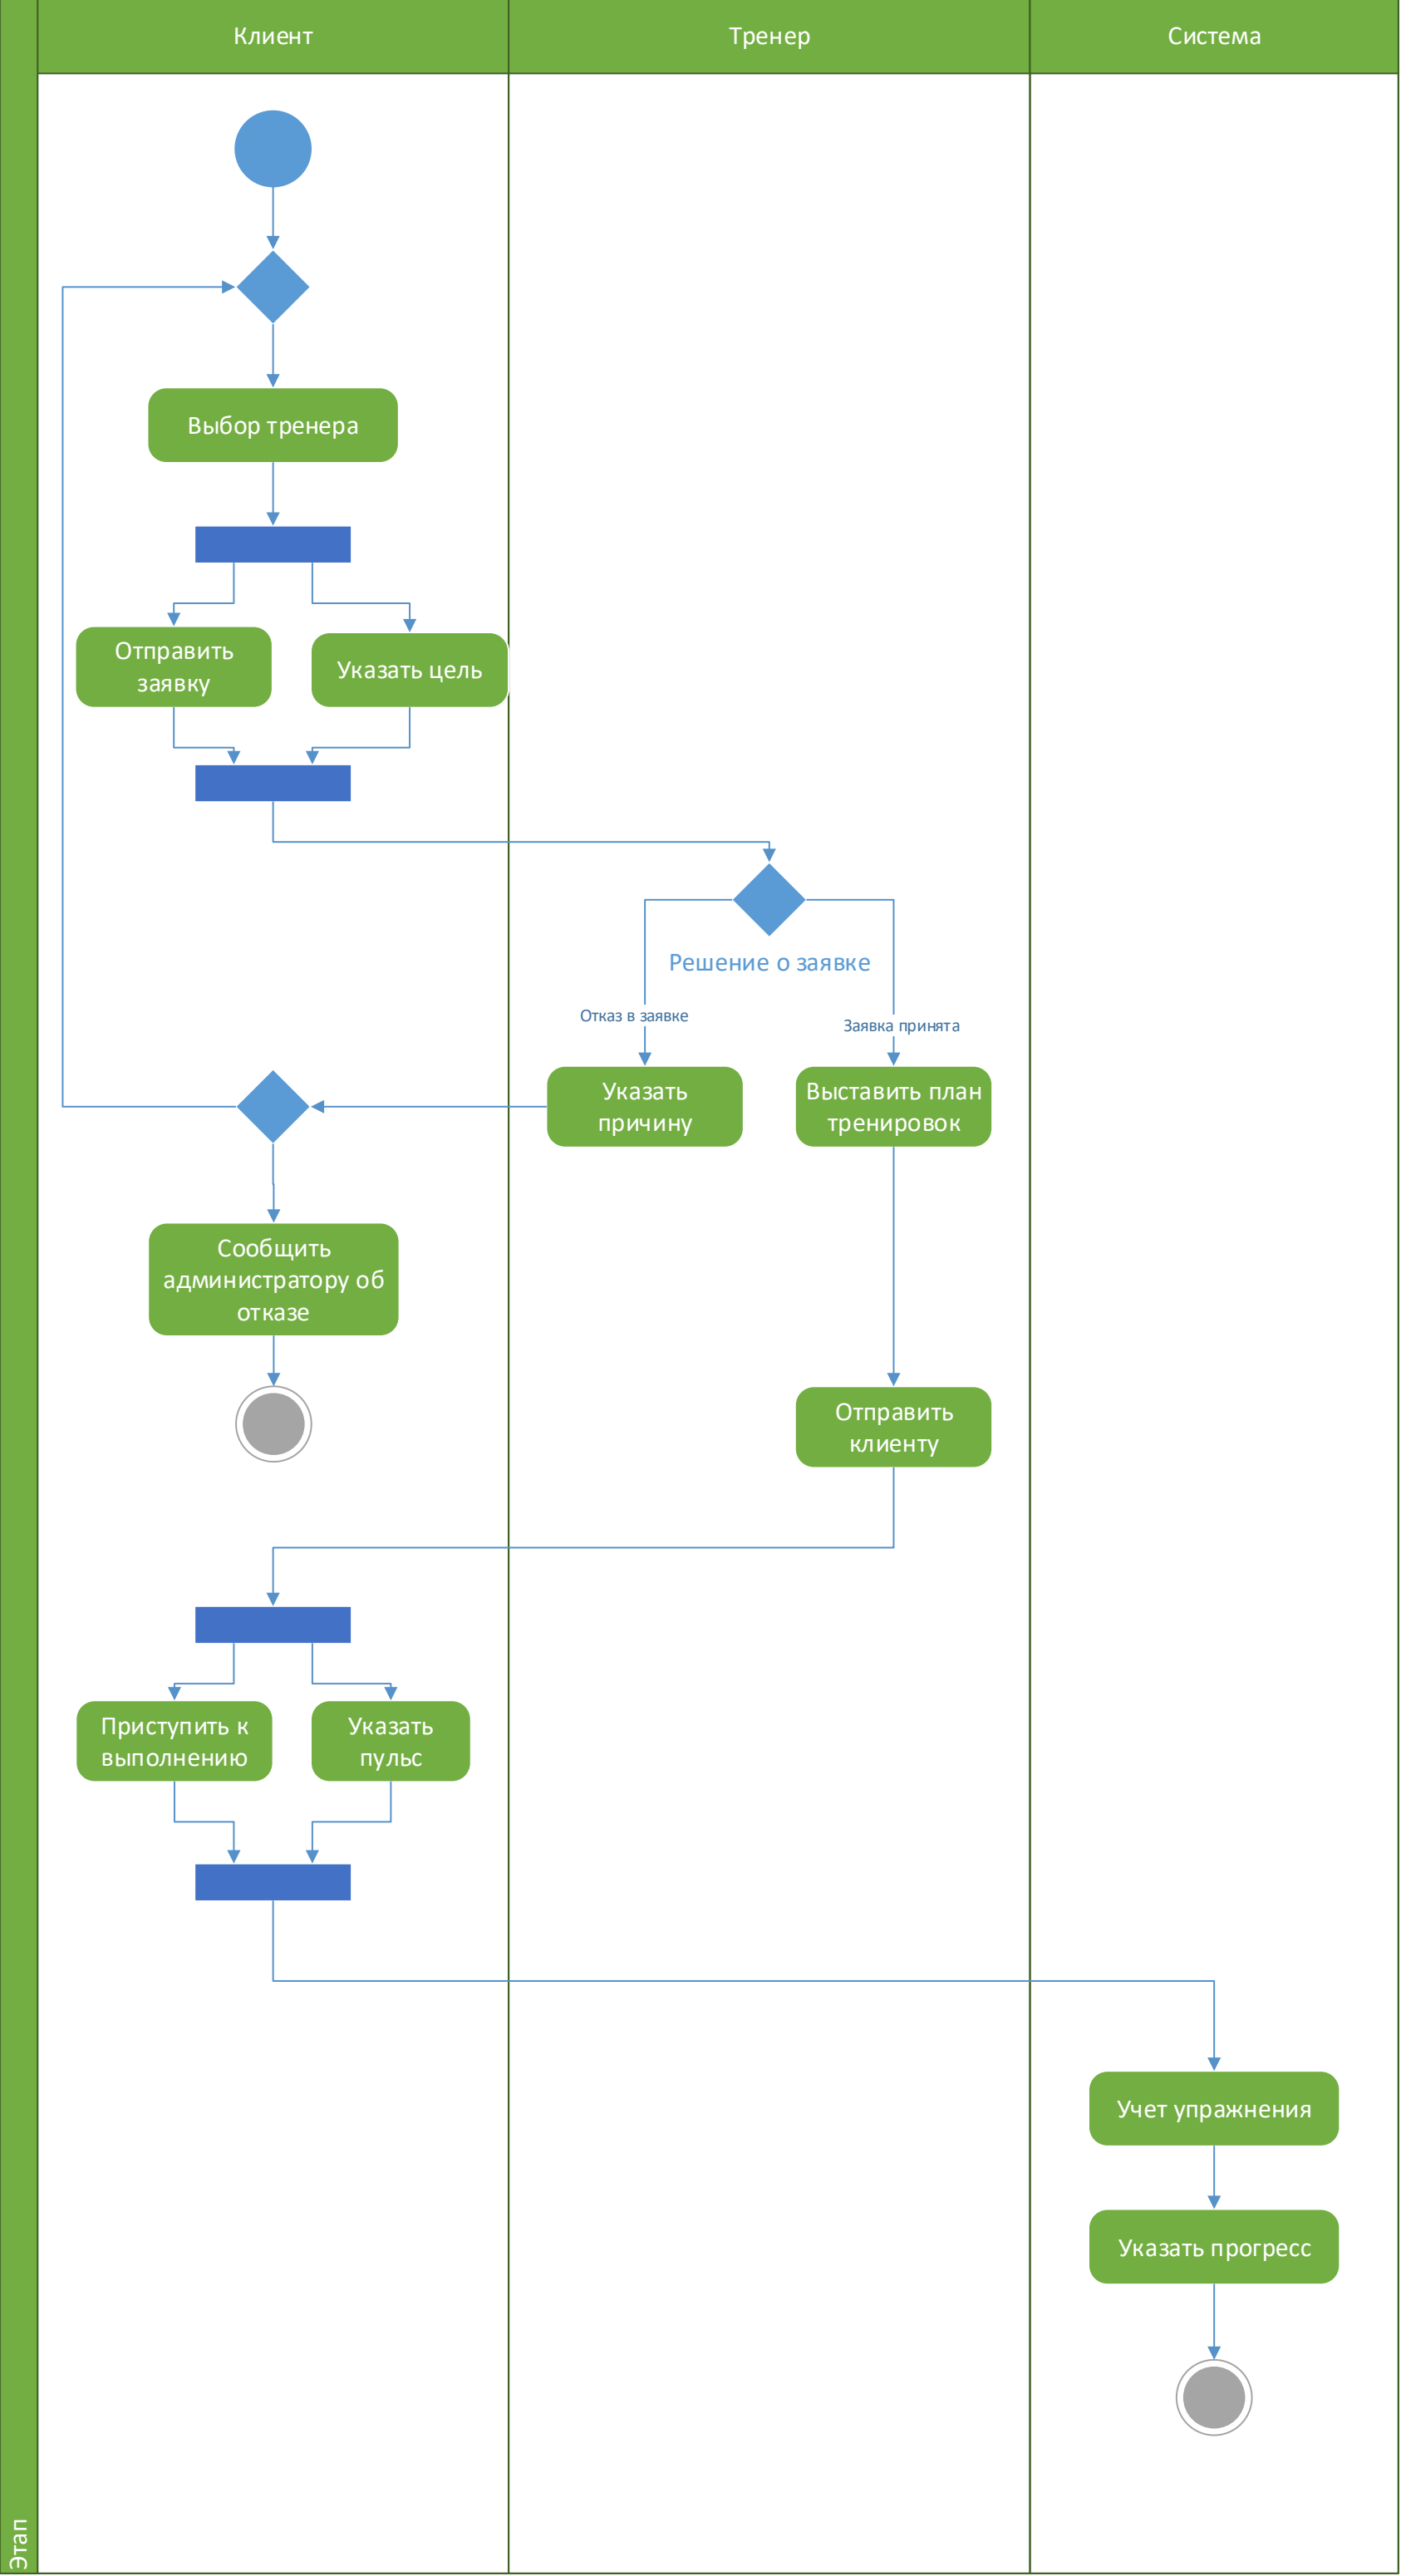 Клиент
Тренер
Система
Выбор тренера
Отправить
заявку
Указать цель
Решение о заявке
Отказ в заявке
Заявка принята
Указать
причину
Выставить план
тренировок
Сообщить
администратору об
отказе
Отправить
клиенту
Приступить к
выполнению
Указать
пульс
Учет упражнения
Указать прогресс
Этап